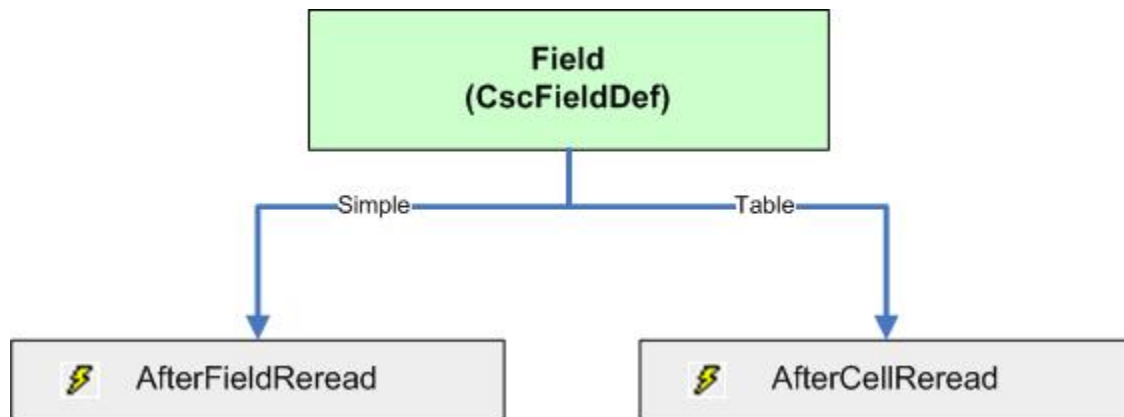 Field
(CscFieldDef)
Simple
Table
AfterFieldReread
AfterCellReread